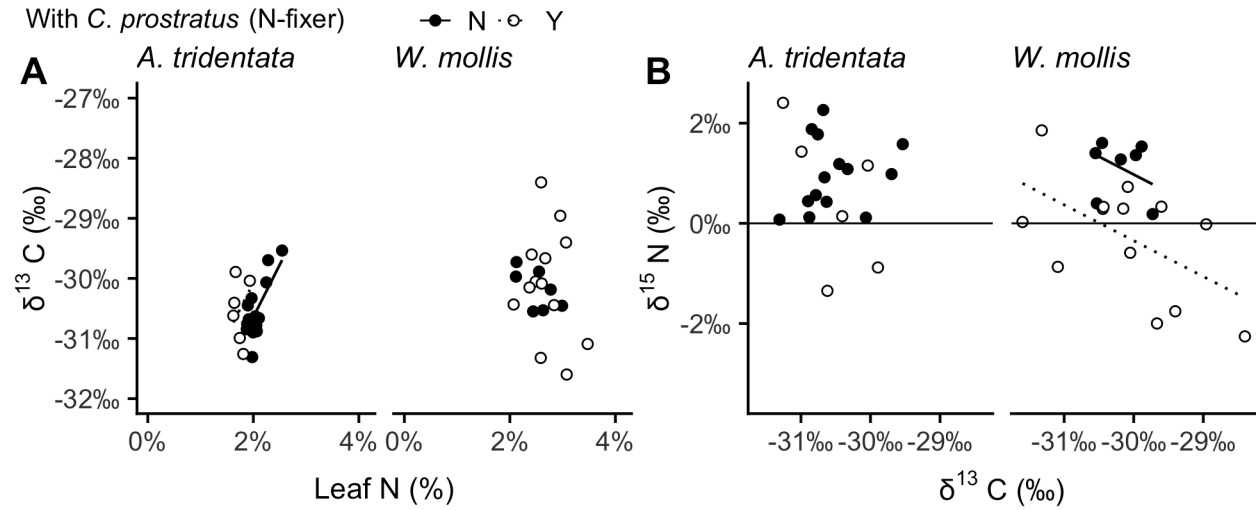 With C. prostratus (N-fixer) N Y
A A. tridentata W. mollis
-27‰
-28‰
-29‰
-30‰
-31‰
-32‰
δ¹³ C (‰)
0% 2% 4% 0% 2% 4%
Leaf N (%)
B A. tridentata W. mollis
2‰
0‰
-2‰
δ¹⁵ N (‰)
-31‰ -30‰ -29‰ -31‰ -30‰ -29‰
δ¹³ C (‰)